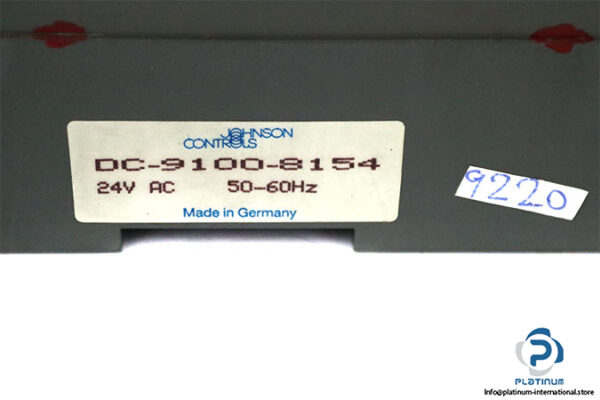 JOHNSON
CONTROLS
DC-9100-8154
24V AC 50-60Hz
Made in Germany
9220
PLATINUM
Info@platinum-international.store